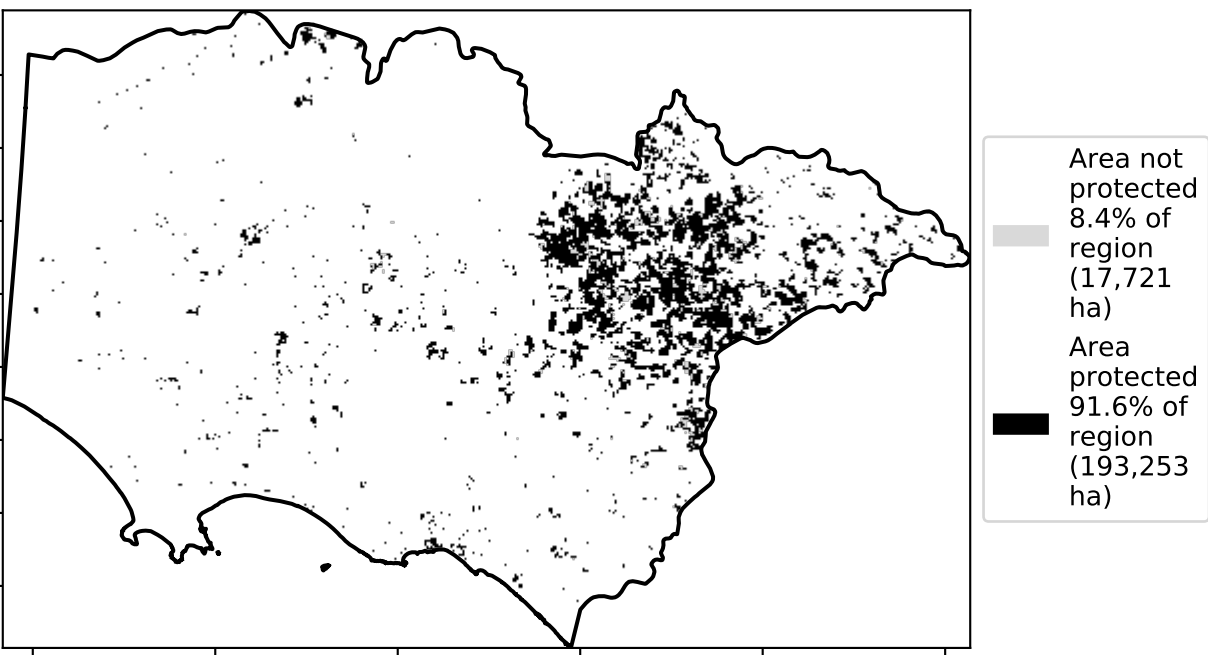 Area not
protected
8.4% of
region
(17,721
ha)
Area
protected
91.6% of
region
(193,253
ha)